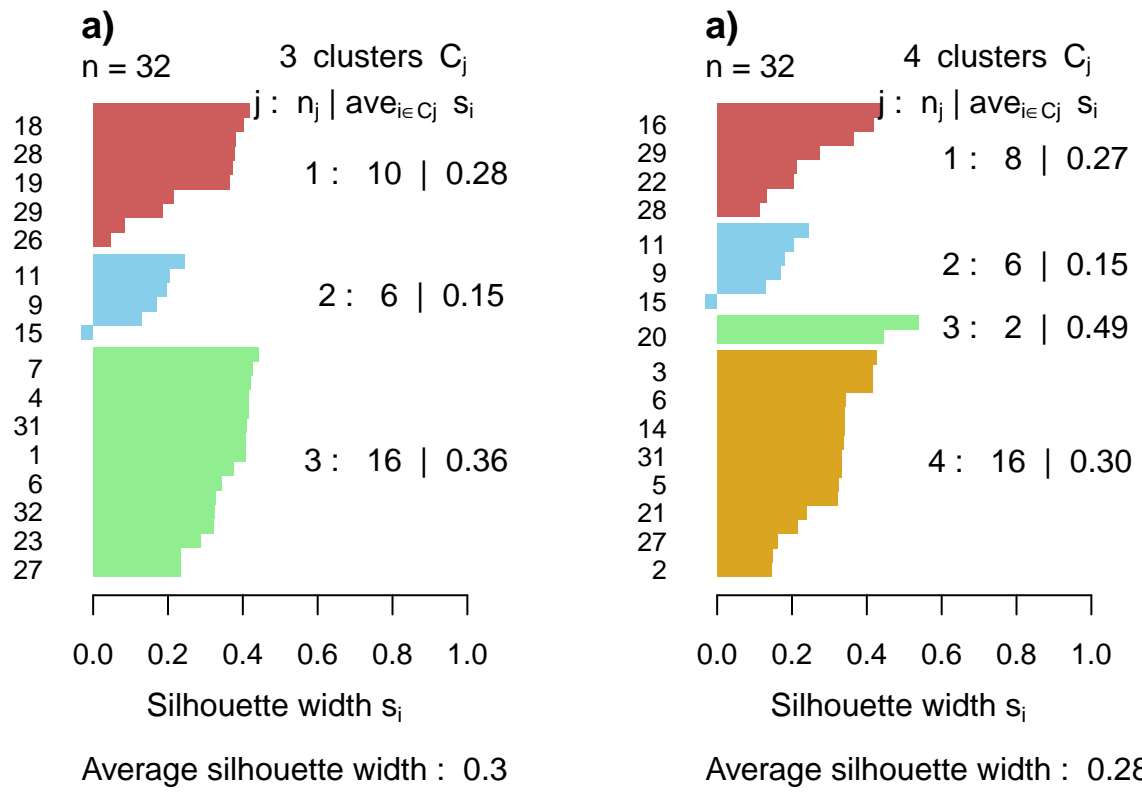 a)
n = 32
3 clusters Cj
j : nj | avei∈Cj si
18
28
19
29
26
1 : 10 | 0.28
11
9
15
2 : 6 | 0.15
7
4
31
1
6
32
23
27
3 : 16 | 0.36
0.0 0.2 0.4 0.6 0.8 1.0
Silhouette width si
Average silhouette width : 0.3
a)
n = 32
4 clusters Cj
j : nj | avei∈Cj si
16
29
22
28
1 : 8 | 0.27
11
9
15
2 : 6 | 0.15
20
3 : 2 | 0.49
3
6
14
31
5
21
27
2
4 : 16 | 0.30
0.0 0.2 0.4 0.6 0.8 1.0
Silhouette width si
Average silhouette width : 0.28